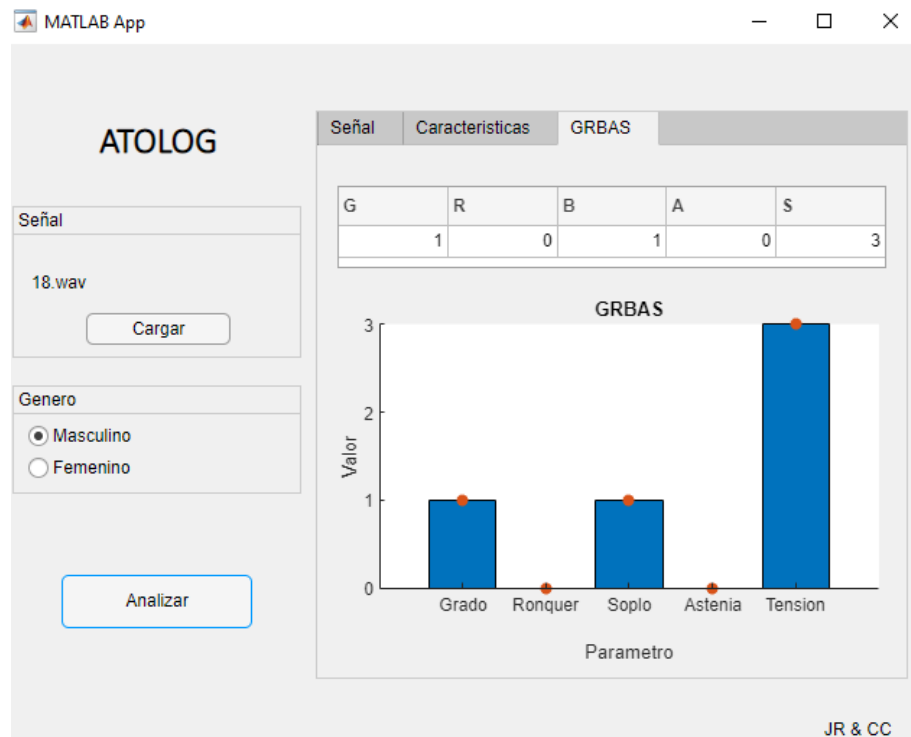 MATLAB App
ATOLOG
Señal
18.wav
Cargar
Genero
Masculino
Femenino
Analizar
Señal Caracteristicas GRBAS
G R B A S
1 0 1 0 3
GRBAS
3
2
1
0
Valor
Grado Ronquer Soplo Astenia Tension
Parametro
JR & CC